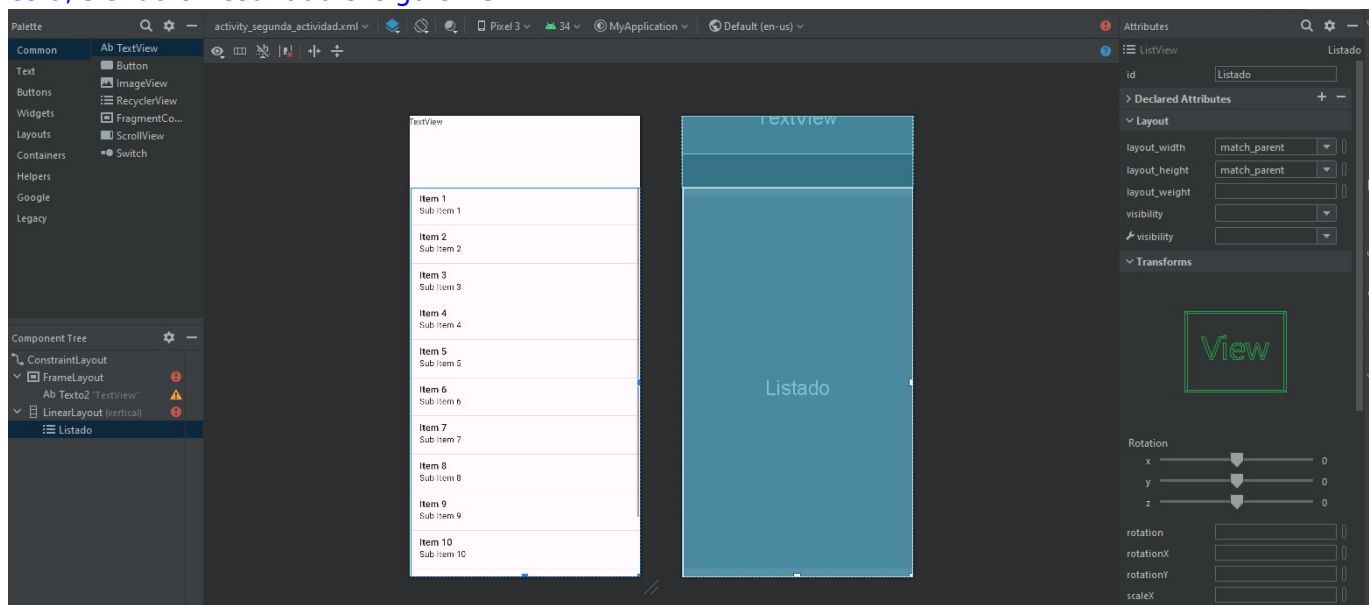 Palette
Common
Text
Buttons
Widgets
Layouts
Containers
Helpers
Google
Legacy
Ab TextView
Button
ImageView
RecyclerView
FragmentCo...
ScrollView
Switch
Component Tree
ConstraintLayout
FrameLayout
Ab Texto2 "TextView"
LinearLayout (vertical)
Listado
activity_segunda_actividad.xml
Pixel 3
34
MyApplication
Default (en-us)
TextView
Item 1
Sub Item 1
Item 2
Sub Item 2
Item 3
Sub Item 3
Item 4
Sub Item 4
Item 5
Sub Item 5
Item 6
Sub Item 6
Item 7
Sub Item 7
Item 8
Sub Item 8
Item 9
Sub Item 9
Item 10
Sub Item 10
TextView
Listado
Attributes
ListView Listado
id Listado
Declared Attributes
Layout
layout_width match_parent
layout_height match_parent
layout_weight
visibility
visibility
Transforms
View
Rotation
x 0
y 0
z 0
rotation
rotationX
rotationY
scaleX